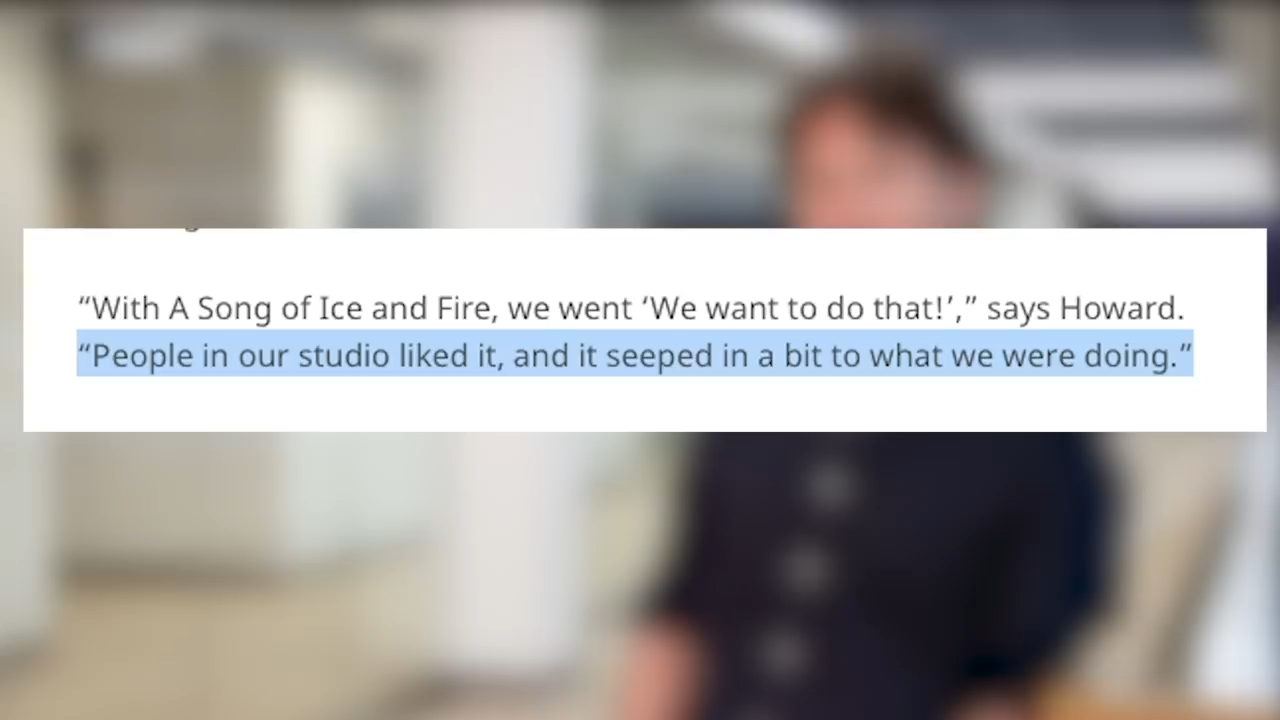 “With A Song of Ice and Fire, we went ‘We want to do that!’,” says Howard.
“People in our studio liked it, and it seeped in a bit to what we were doing.”